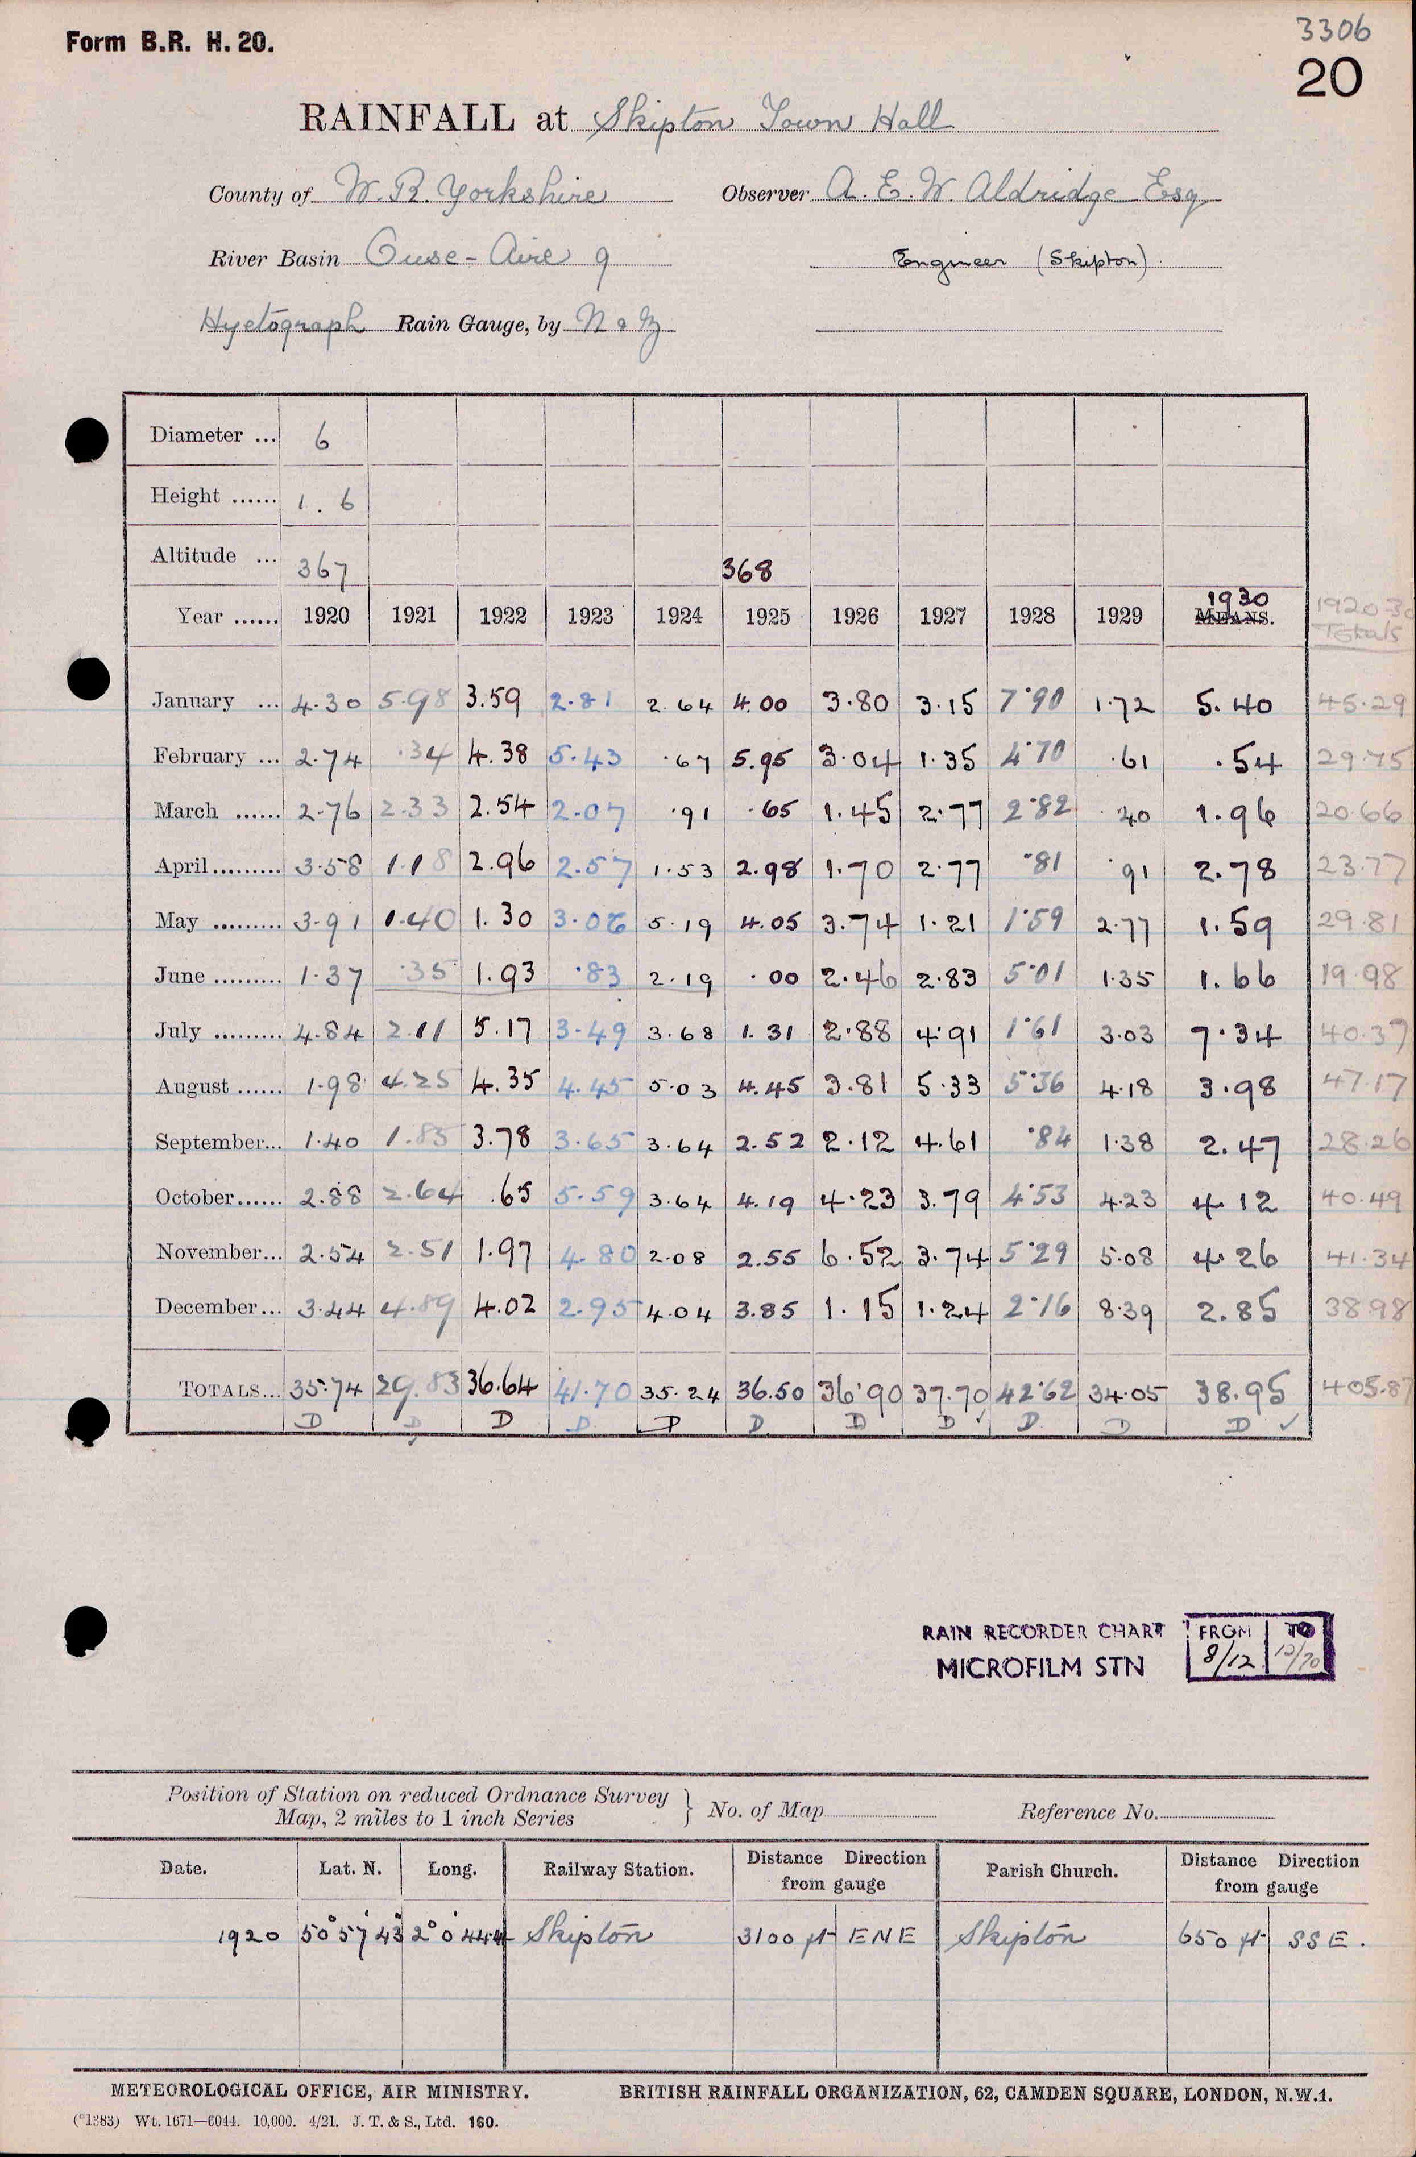 Form B.R. H. 20.
3306
20
RAINFALL at Skipton Town Hall
County of W. R. Yorkshire Observer A. E. W. Aldridge Esq
River Basin Ouse - Aire 9 Engineer (Skipton).
Hyetograph Rain Gauge, by N & Z
Diameter ... 6
Height ...... 1 . 6
Altitude ... 367 368
Year ...... 1920 1921 1922 1923 1924 1925 1926 1927 1928 1929 1930 MEANS. 1920-30 Totals
January ... 4.30 5.98 3.59 2.81 2.64 4.00 3.80 3.15 7.90 1.72 5.40 45.29
February ... 2.74 .34 4.38 5.43 .67 5.95 3.04 1.35 4.70 .61 .54 29.75
March ...... 2.76 2.33 2.54 2.07 .91 .65 1.45 2.77 2.82 .40 1.96 20.66
April......... 3.58 1.18 2.96 2.57 1.53 2.98 1.70 2.77 .81 .91 2.78 23.77
May ......... 3.91 1.40 1.30 3.06 5.19 4.05 3.74 1.21 1.59 2.77 1.59 29.81
June ......... 1.37 .35 1.93 .83 2.19 .00 2.46 2.83 5.01 1.35 1.66 19.98
July ......... 4.84 2.11 5.17 3.49 3.68 1.31 2.88 4.91 1.61 3.03 7.34 40.37
August ...... 1.98 4.25 4.35 4.45 5.03 4.45 3.81 5.33 5.36 4.18 3.98 47.17
September... 1.40 1.85 3.78 3.65 3.64 2.52 2.12 4.61 .84 1.38 2.47 28.26
October...... 2.88 2.64 .65 5.59 3.64 4.19 4.23 3.79 4.53 4.23 4.12 40.49
November... 2.54 2.51 1.97 4.80 2.08 2.55 6.52 3.74 5.29 5.08 4.26 41.34
December... 3.44 4.89 4.02 2.95 4.04 3.85 1.15 1.24 2.16 8.39 2.85 38.98
TOTALS... 35.74 29.83 36.64 41.70 35.24 36.50 36.90 37.70 42.62 34.05 38.95 405.87
D D D D D D D D ✓ D. D D ✓
RAIN RECORDER CHART FROM TO
MICROFILM STN 8/12 12/70
Position of Station on reduced Ordnance Survey
Map, 2 miles to 1 inch Series } No. of Map Reference No.
Date. Lat. N. Long. Railway Station. Distance Direction from gauge Parish Church. Distance Direction from gauge
1920 50° 57' 43 2° 0' 44 Skipton 3100 ft ENE Skipton 650 ft SSE.
METEOROLOGICAL OFFICE, AIR MINISTRY. BRITISH RAINFALL ORGANIZATION, 62, CAMDEN SQUARE, LONDON, N.W.1.
(*1383) Wt. 1671—6044. 10,000. 4/21. J. T. & S., Ltd. 160.